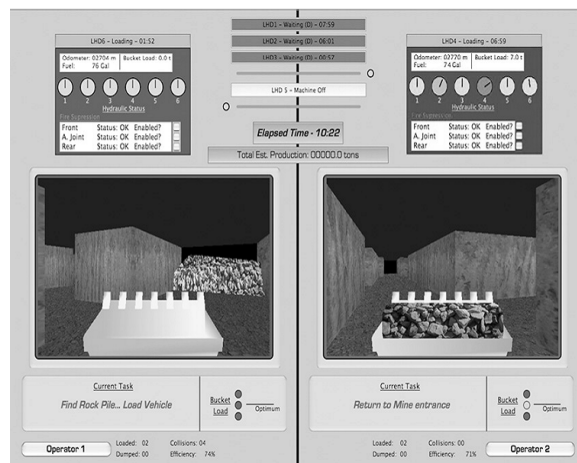 LHD6 - Loading - 01:52
Odometer: 02704 m Bucket Load: 0.0 t
Fuel: 76 Gal
1 2 3 4 5 6
Hydraulic Status
Fire Supression
Front Status: OK Enabled?
A. Joint Status: OK Enabled?
Rear Status: OK Enabled?
LHD1 - Waiting (D) - 07:59
LHD2 - Waiting (D) - 06:01
LHD3 - Waiting (D) - 00:57
LHD 5 - Machine Off
Elapsed Time - 10:22
Total Est. Production: 00000.0 tons
LHD4 - Loading - 06:59
Odometer: 02770 m Bucket Load: 7.0 t
Fuel: 74 Gal
1 2 3 4 5 6
Hydraulic Status
Fire Supression
Front Status: OK Enabled?
A. Joint Status: OK Enabled?
Rear Status: OK Enabled?
Current Task
Find Rock Pile... Load Vehicle
Bucket
Load
Optimum
Operator 1
Loaded: 02 Collisions: 04
Dumped: 00 Efficiency: 74%
Current Task
Return to Mine entrance
Bucket
Load
Optimum
Loaded: 02 Collisions: 00
Dumped: 00 Efficiency: 71%
Operator 2